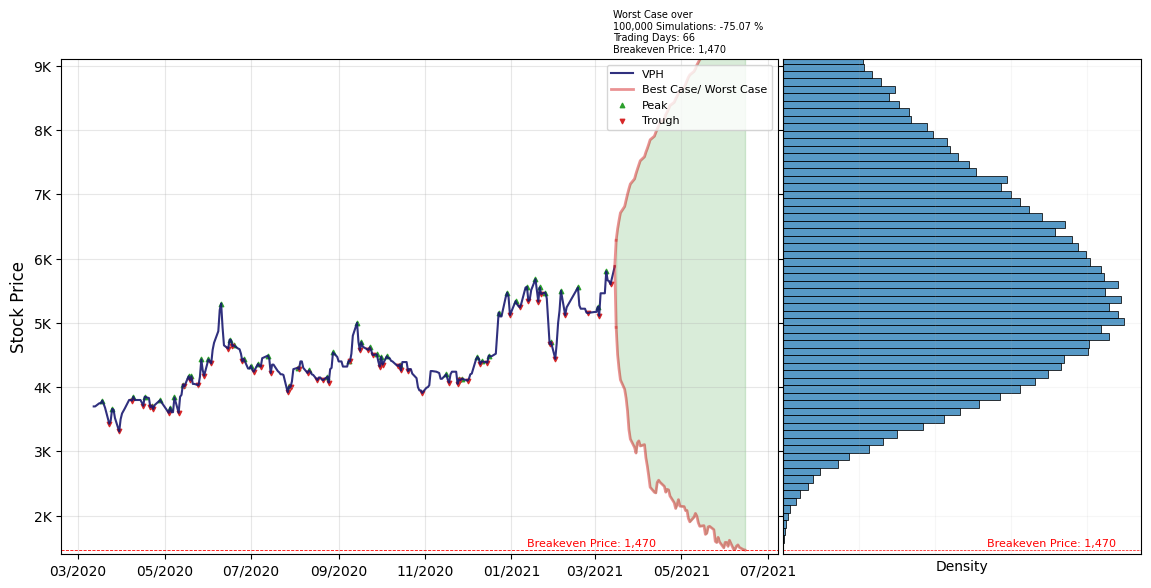 Worst Case over
100,000 Simulations: -75.07 %
Trading Days: 66
Breakeven Price: 1,470
VPH
Best Case/ Worst Case
Peak
Trough
9K
8K
7K
6K
5K
4K
3K
2K
Stock Price
Breakeven Price: 1,470
Breakeven Price: 1,470
03/2020 05/2020 07/2020 09/2020 11/2020 01/2021 03/2021 05/2021 07/2021
Density